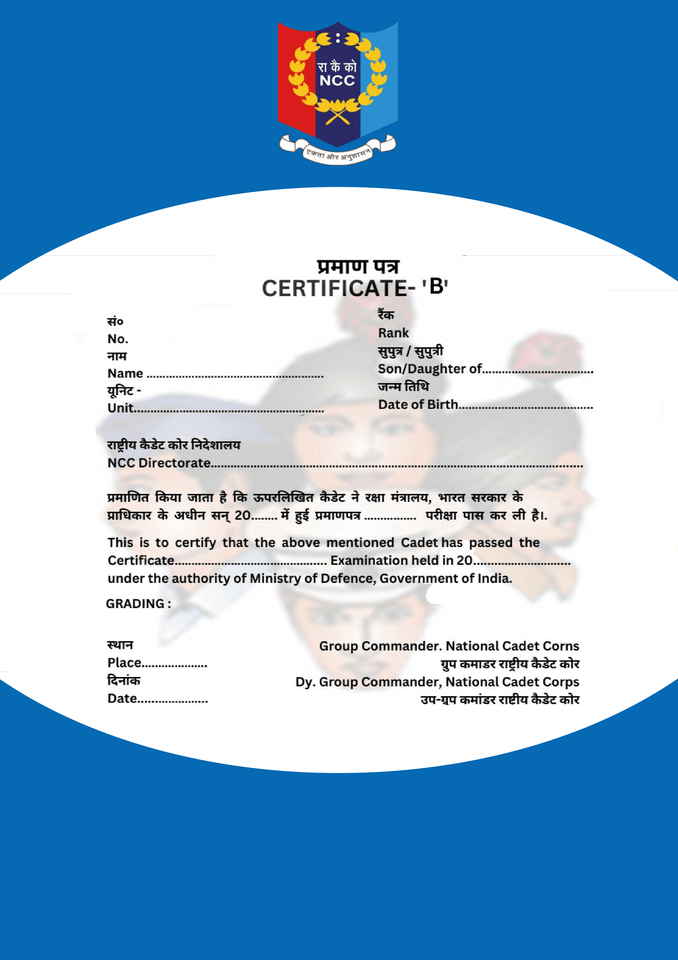 रा कै को
NCC
एकता और अनुशासन
प्रमाण पत्र
CERTIFICATE- 'B'
सं०
No.
नाम
Name ........................................................
यूनिट -
Unit............................................................
रैंक
Rank
सुपुत्र / सुपुत्री
Son/Daughter of..................................
जन्म तिथि
Date of Birth.........................................
राष्ट्रीय कैडेट कोर निदेशालय
NCC Directorate....................................................................................................................
प्रमाणित किया जाता है कि ऊपरलिखित कैडेट ने रक्षा मंत्रालय, भारत सरकार के
प्राधिकार के अधीन सन् 20........ में हुई प्रमाणपत्र ................ परीक्षा पास कर ली है।.
This is to certify that the above mentioned Cadet has passed the
Certificate............................................... Examination held in 20..............................
under the authority of Ministry of Defence, Government of India.
GRADING :
स्थान
Place....................
दिनांक
Date......................
Group Commander. National Cadet Corns
ग्रुप कमाडर राष्ट्रीय कैडेट कोर
Dy. Group Commander, National Cadet Corps
उप-ग्रप कमांडर राष्टीय कैडेट कोर